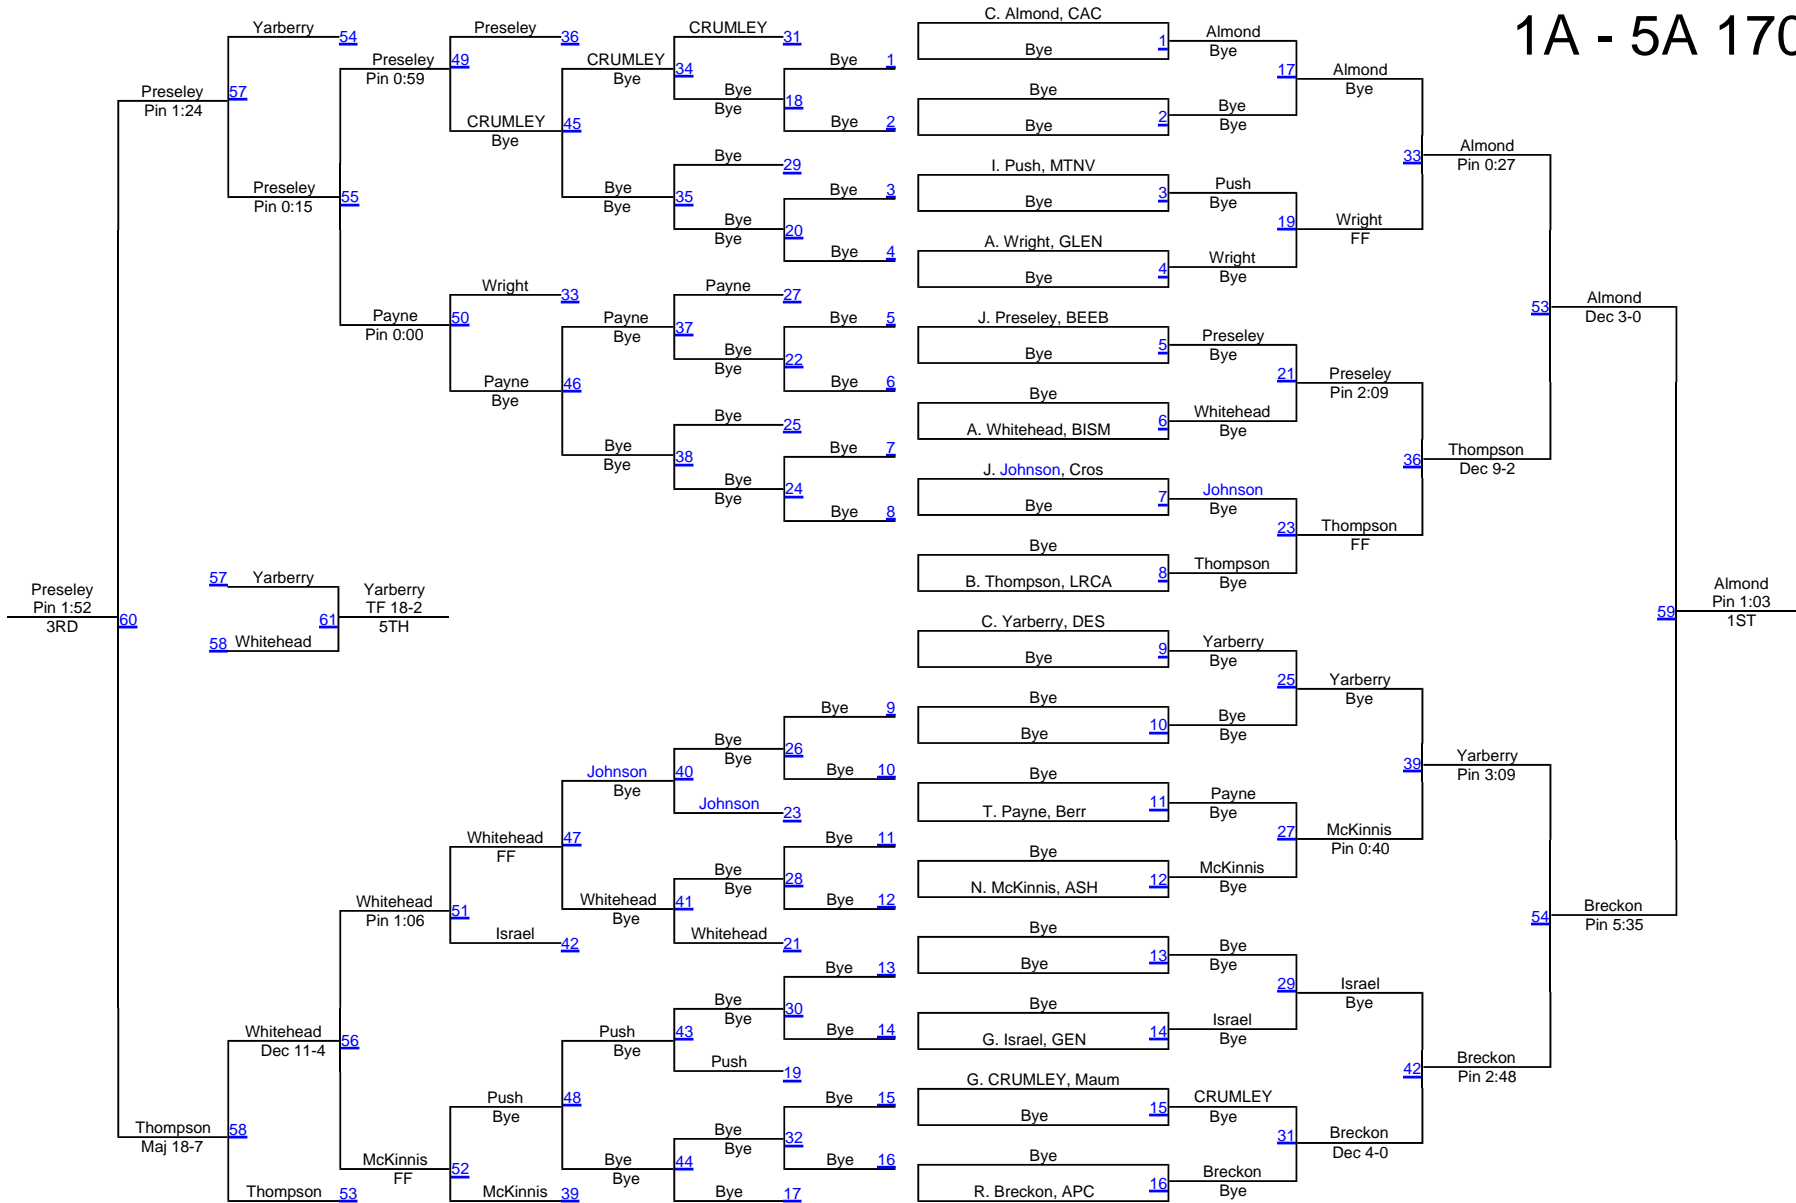 1A - 5A 170
Yarberry 54
57
Preseley
Pin 1:24
Preseley
Pin 0:15
55
Preseley
Pin 0:59
49
Preseley 36
CRUMLEY
Bye
45
CRUMLEY
Bye
34
CRUMLEY 31
Bye
Bye
18
Bye 1
Bye 2
Bye
Bye
35
Bye 29
Bye
Bye
20
Bye 3
Bye 4
Payne
Pin 0:00
50
Wright 33
Payne
Bye
46
Payne
Bye
37
Payne 27
Bye
Bye
22
Bye 5
Bye 6
Bye
Bye
38
Bye 25
Bye
Bye
24
Bye 7
Bye 8
Preseley
Pin 1:52
3RD
60
57 Yarberry
58 Whitehead
61
Yarberry
TF 18-2
5TH
Bye 9
Bye
Bye
26
Bye 10
Johnson
Bye
40
Johnson 23
Whitehead
FF
47
Bye 11
Bye
Bye
28
Bye 12
Whitehead
Bye
41
Whitehead 21
Whitehead
Pin 1:06
51
Israel 42
Whitehead
Dec 11-4
56
Bye 13
Bye
Bye
30
Bye 14
Push
Bye
43
Push 19
Push
Bye
48
Bye 15
Bye
Bye
32
Bye 16
Bye
Bye
44
Bye 17
McKinnis
FF
52
McKinnis 39
Thompson
Maj 18-7
58
Thompson 53
C. Almond, CAC
Bye
1
Bye
Bye
2
I. Push, MTNV
Bye
3
A. Wright, GLEN
Bye
4
J. Preseley, BEEB
Bye
5
Bye
A. Whitehead, BISM
6
J. Johnson, Cros
Bye
7
Bye
B. Thompson, LRCA
8
C. Yarberry, DES
Bye
9
Bye
Bye
10
Bye
T. Payne, Berr
11
Bye
N. McKinnis, ASH
12
Bye
Bye
13
Bye
G. Israel, GEN
14
G. CRUMLEY, Maum
Bye
15
Bye
R. Breckon, APC
16
Almond
Bye
17
Bye
Bye
Push
Bye
19
Wright
Bye
Preseley
Bye
21
Whitehead
Bye
Johnson
Bye
23
Thompson
Bye
Yarberry
Bye
25
Bye
Bye
Payne
Bye
27
McKinnis
Bye
Bye
Bye
29
Israel
Bye
CRUMLEY
Bye
31
Breckon
Bye
Almond
Bye
33
Wright
FF
Preseley
Pin 2:09
36
Thompson
FF
Yarberry
Bye
39
McKinnis
Pin 0:40
Israel
Bye
42
Breckon
Dec 4-0
Almond
Pin 0:27
53
Thompson
Dec 9-2
Yarberry
Pin 3:09
54
Breckon
Pin 2:48
Almond
Dec 3-0
59
Breckon
Pin 5:35
Almond
Pin 1:03
1ST